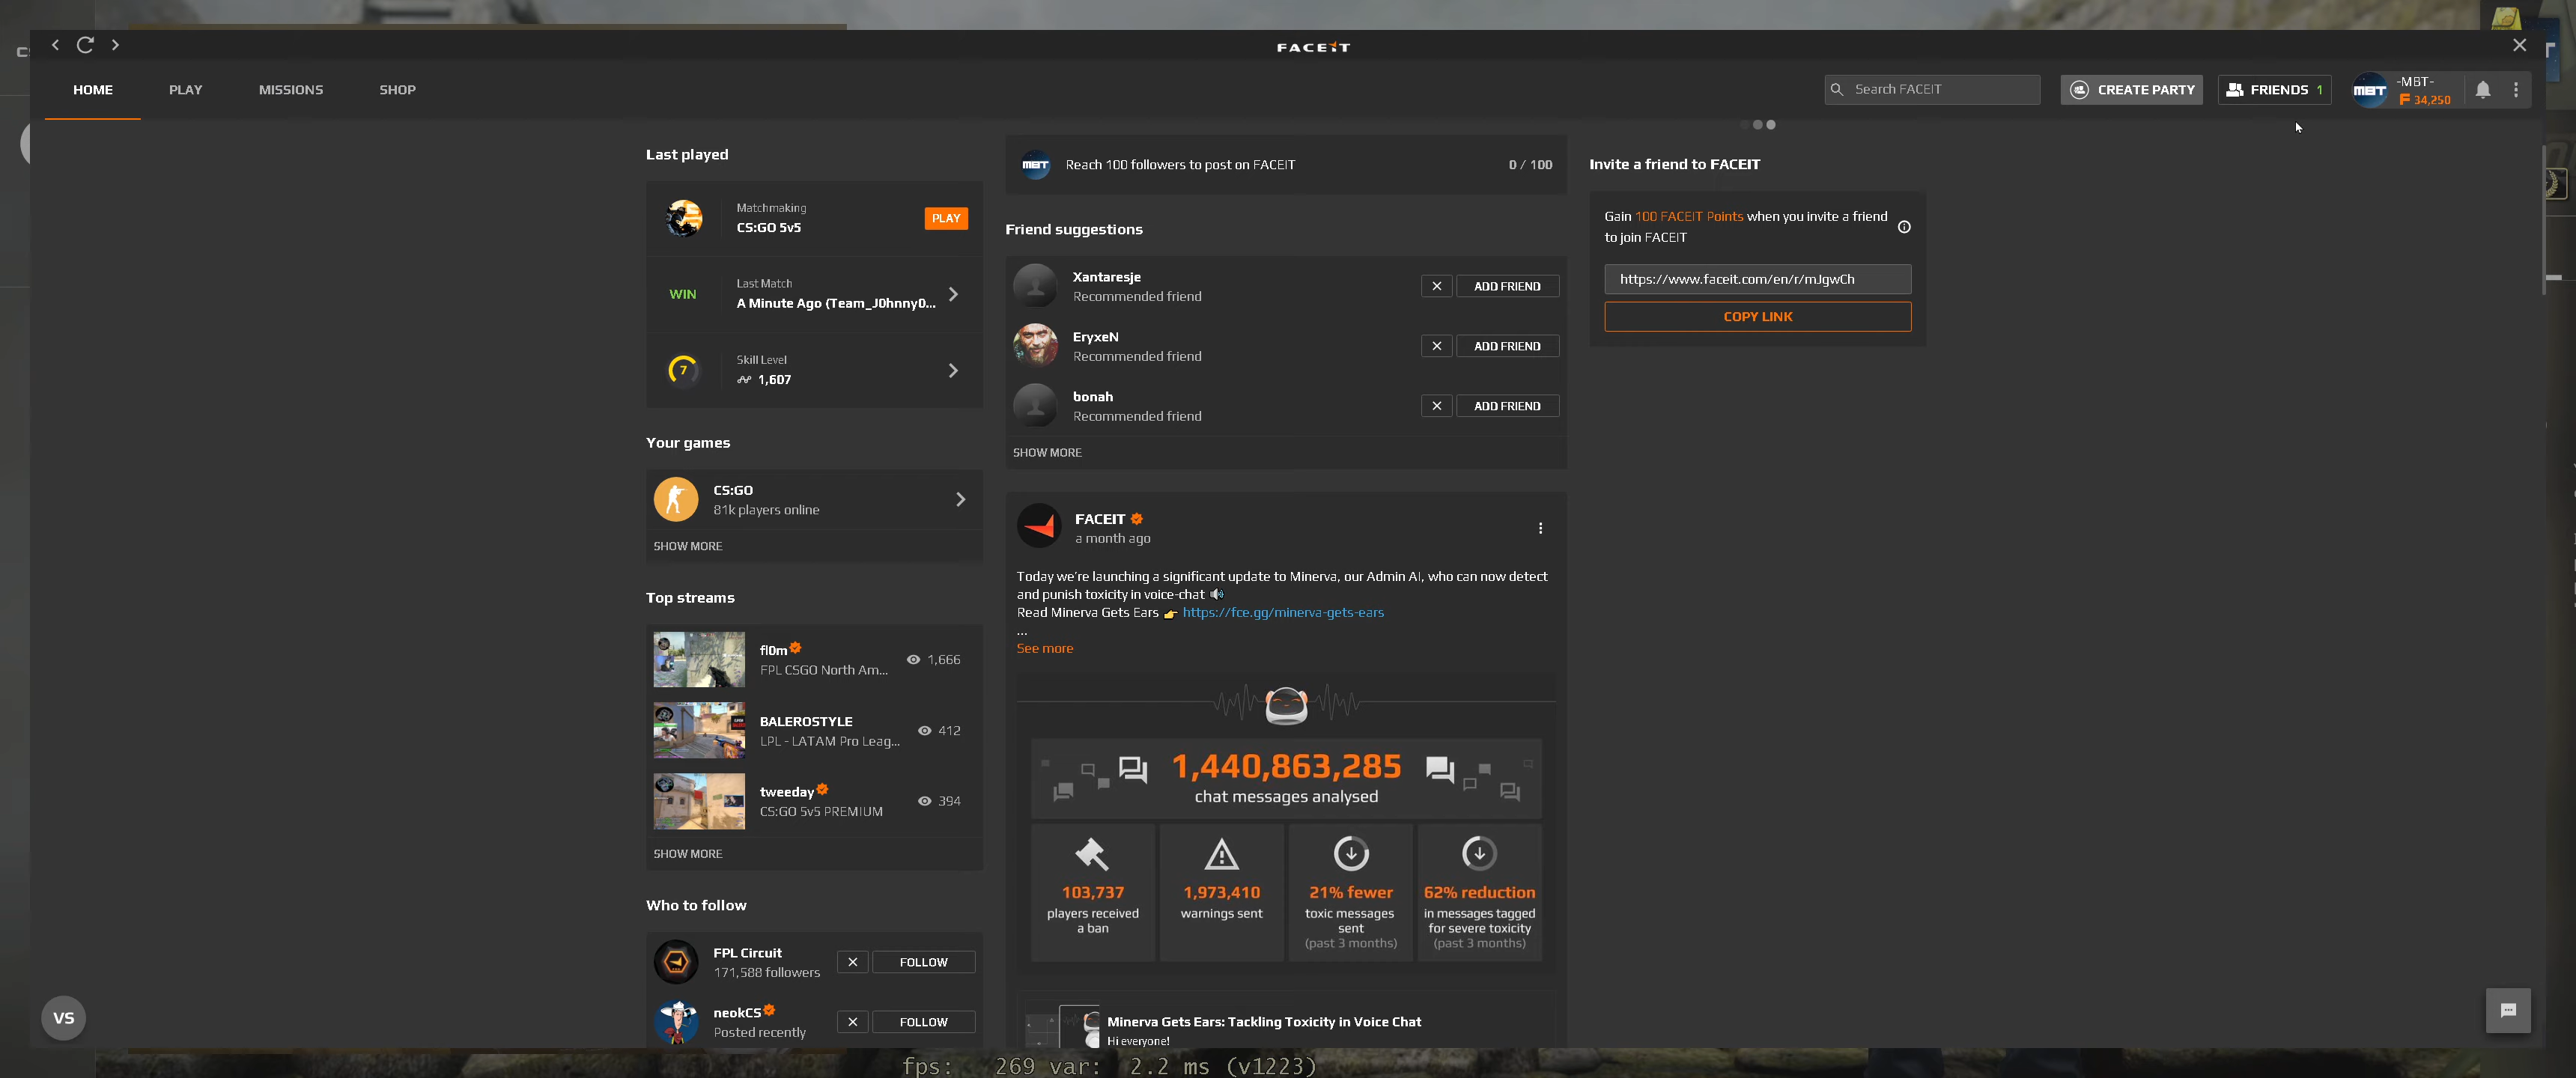 FACEIT
HOME
PLAY
MISSIONS
SHOP
Search FACEIT
CREATE PARTY
FRIENDS 1
MBT
-MBT-
34,250
Last played
Matchmaking
CS:GO 5v5
PLAY
WIN
Last Match
A Minute Ago (Team_J0hnny0...
7
Skill Level
1,607
Your games
CS:GO
81k players online
SHOW MORE
Top streams
fl0m
FPL CSGO North Am...
1,666
BALEROSTYLE
LPL - LATAM Pro Leag...
412
tweeday
CS:GO 5v5 PREMIUM
394
SHOW MORE
Who to follow
FPL Circuit
171,588 followers
FOLLOW
neokCS
Posted recently
FOLLOW
MBT
Reach 100 followers to post on FACEIT
0 / 100
Friend suggestions
Xantaresje
Recommended friend
ADD FRIEND
EryxeN
Recommended friend
ADD FRIEND
bonah
Recommended friend
ADD FRIEND
SHOW MORE
FACEIT
a month ago
Today we're launching a significant update to Minerva, our Admin AI, who can now detect
and punish toxicity in voice-chat 🔊
Read Minerva Gets Ears 👉 https://fce.gg/minerva-gets-ears
...
See more
1,440,863,285
chat messages analysed
103,737
players received
a ban
1,973,410
warnings sent
21% fewer
toxic messages
sent
(past 3 months)
62% reduction
in messages tagged
for severe toxicity
(past 3 months)
Minerva Gets Ears: Tackling Toxicity in Voice Chat
Hi everyone!
Invite a friend to FACEIT
Gain 100 FACEIT Points when you invite a friend
to join FACEIT
https://www.faceit.com/en/r/mJgwCh
COPY LINK
VS
fps: 269 var: 2.2 ms (v1223)